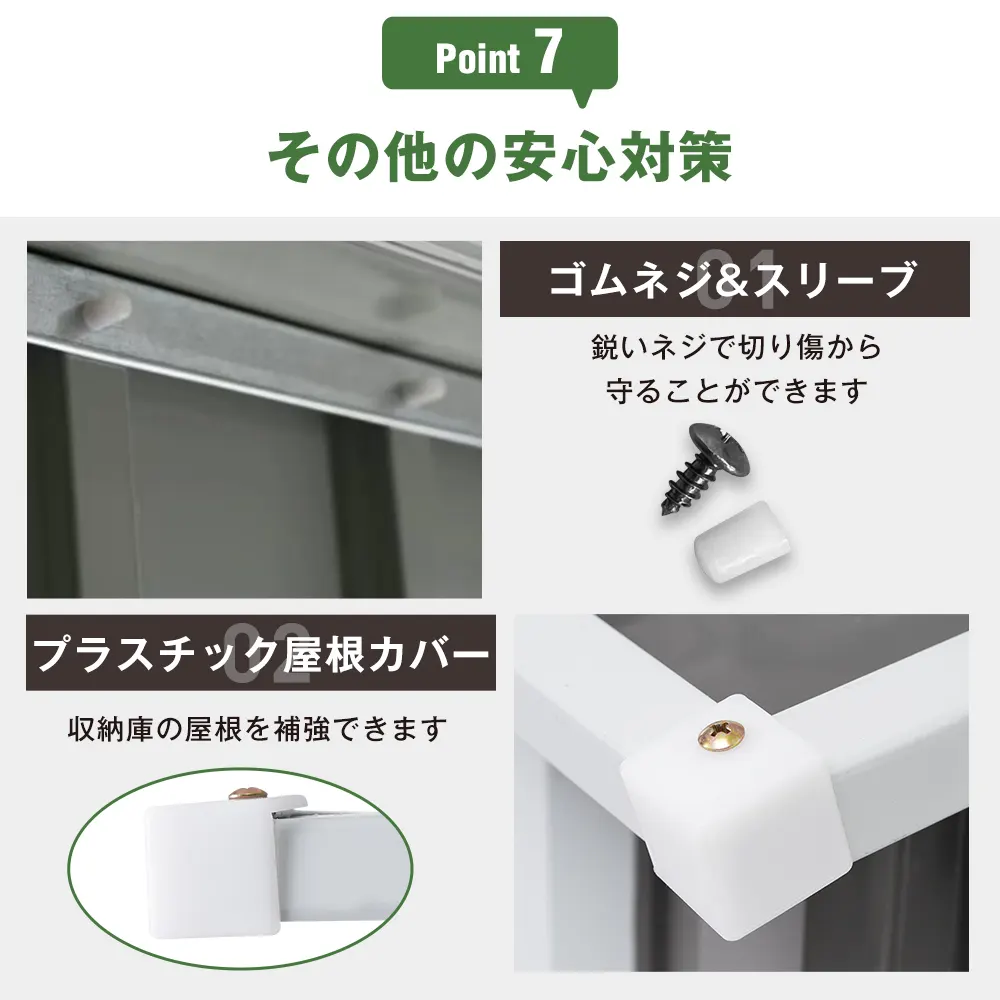 Point 7
その他の安心対策
01
ゴムネジ&スリーブ
鋭いネジで切り傷から
守ることができます
02
プラスチック屋根カバー
収納庫の屋根を補強できます